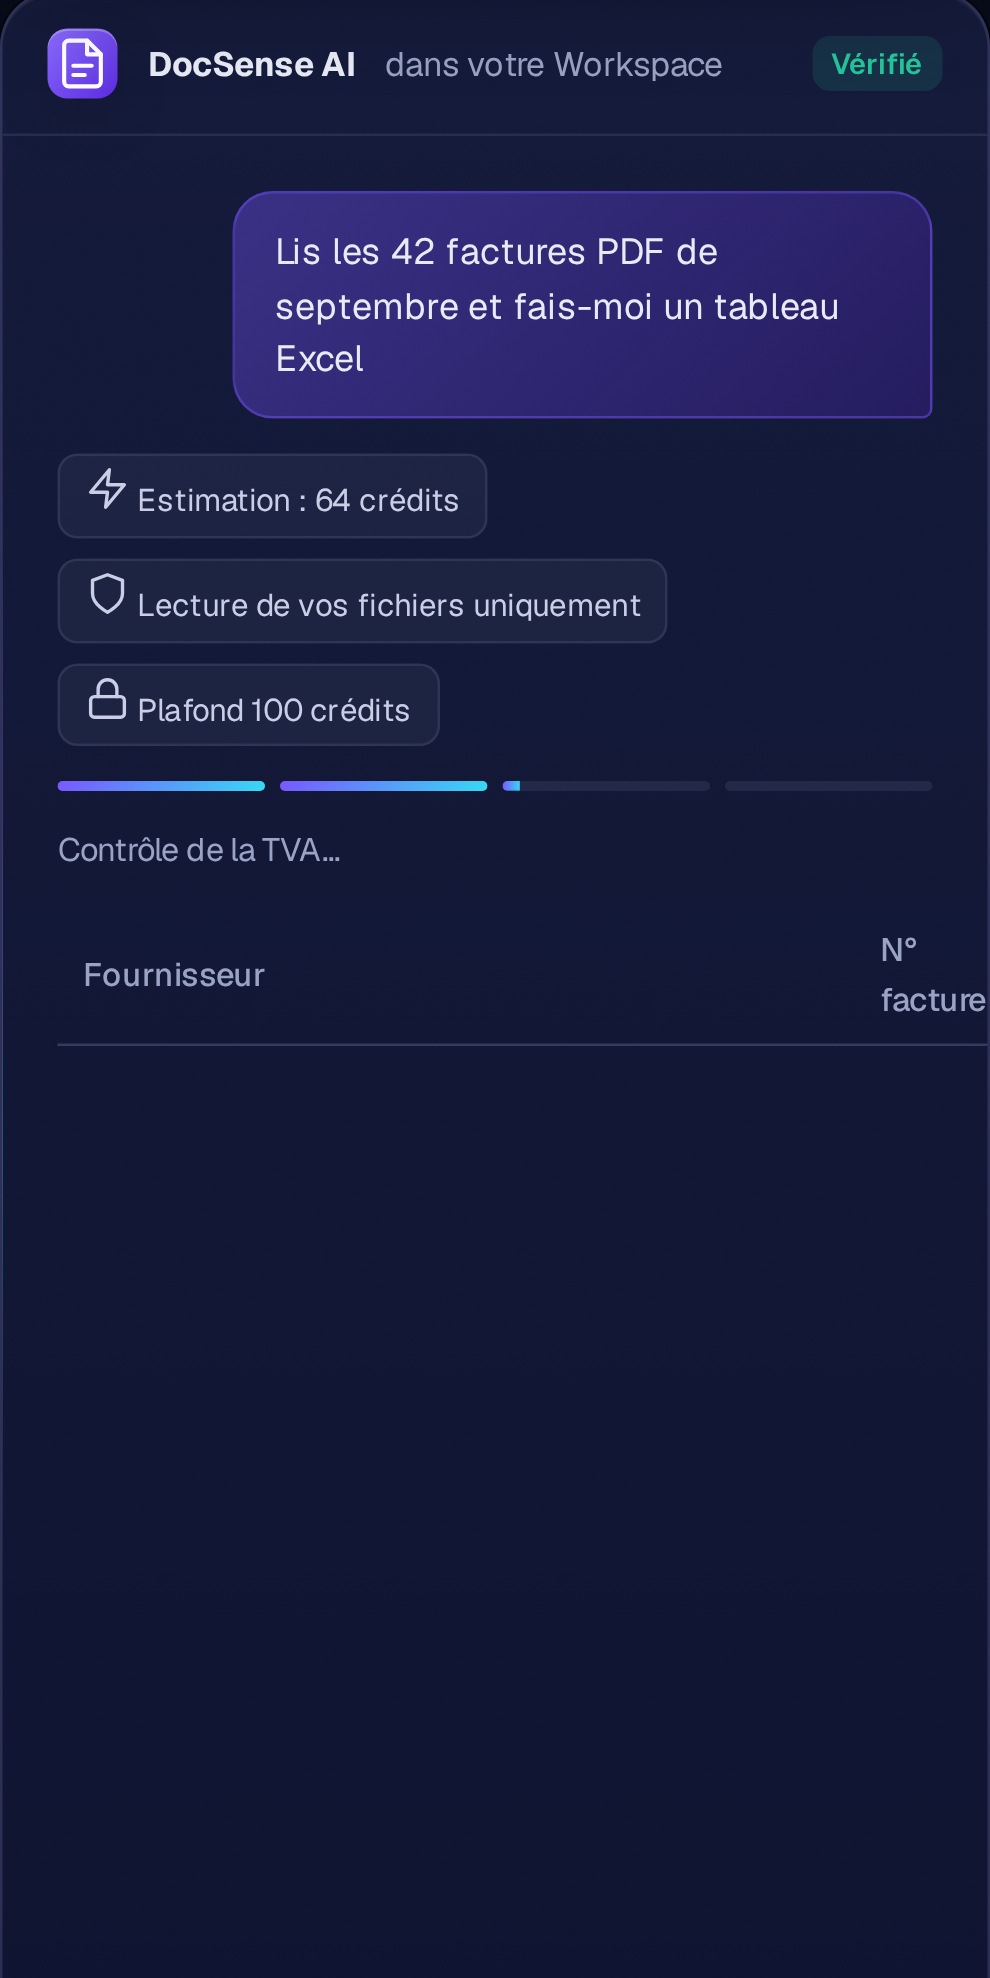 DocSense AI dans votre Workspace Vérifié
Lis les 42 factures PDF de
septembre et fais-moi un tableau
Excel
Estimation : 64 crédits
Lecture de vos fichiers uniquement
Plafond 100 crédits
Contrôle de la TVA...
Fournisseur
N°
facture